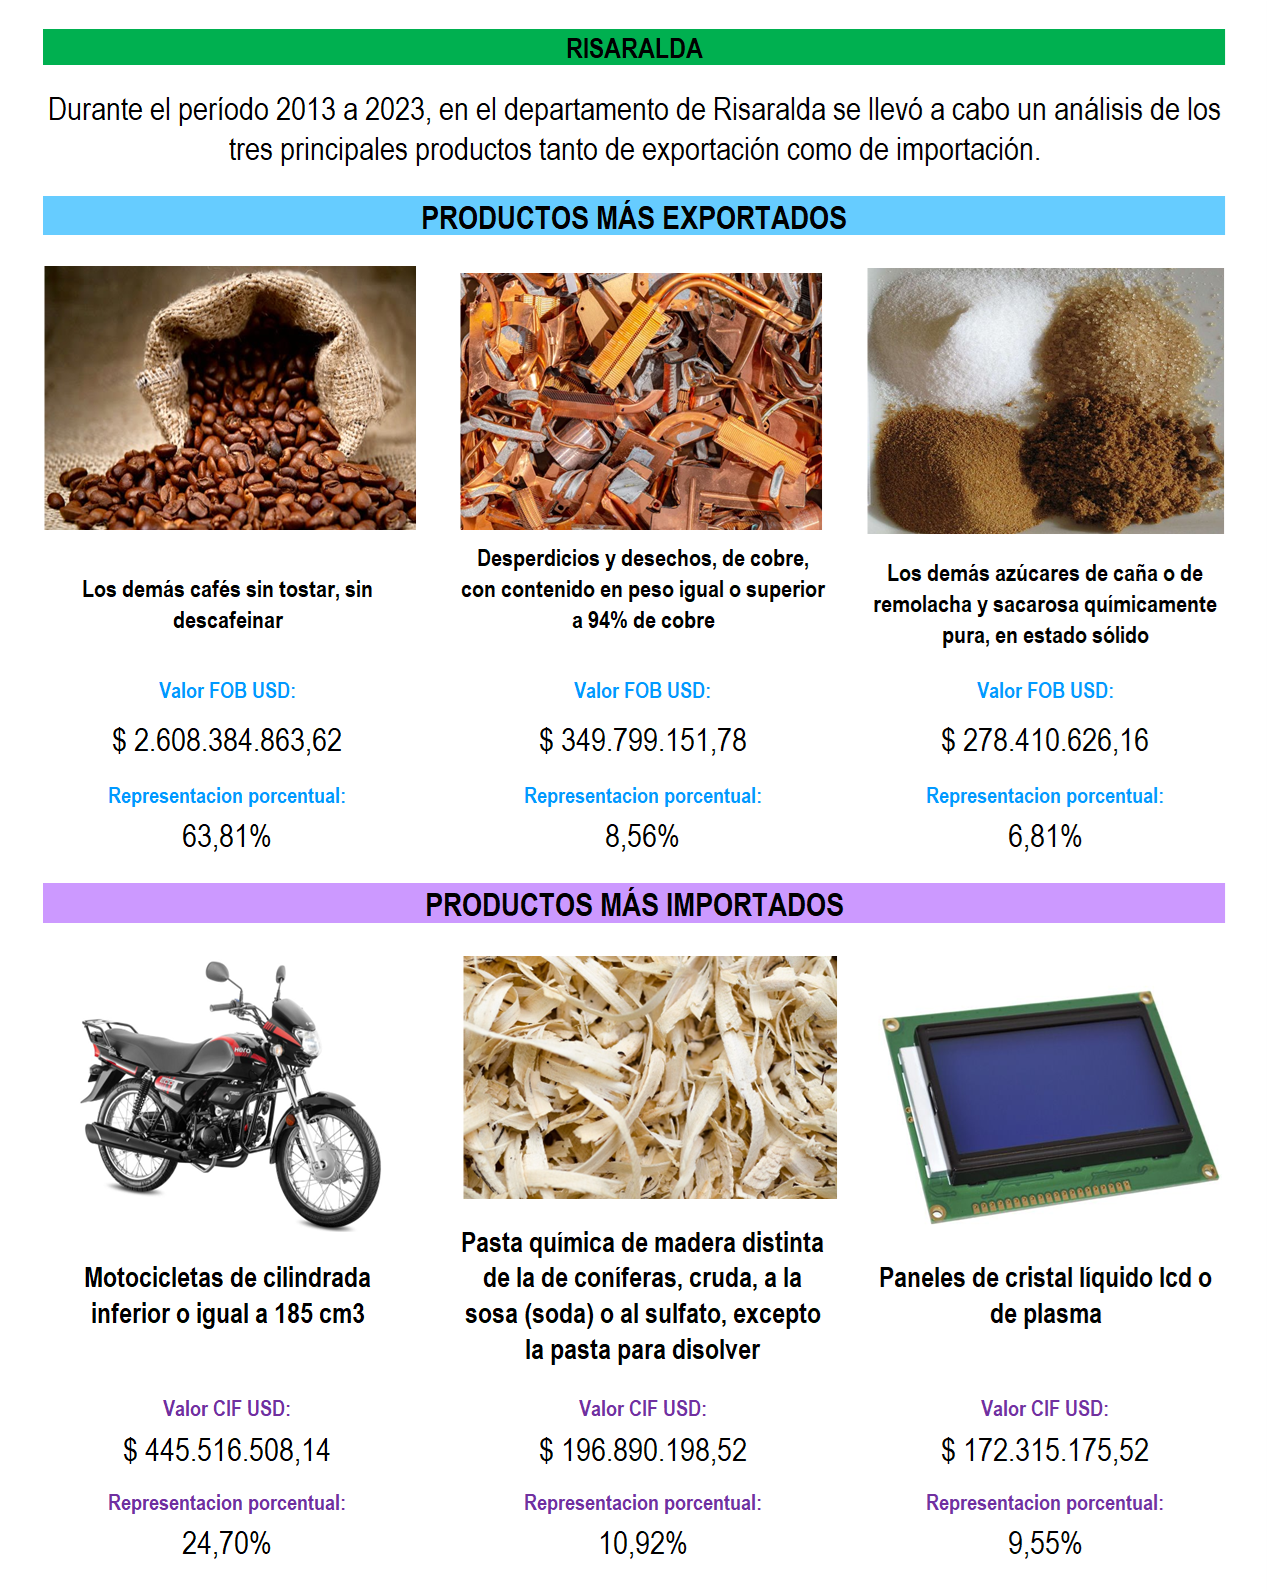 RISARALDA
Durante el período 2013 a 2023, en el departamento de Risaralda se llevó a cabo un análisis de los
tres principales productos tanto de exportación como de importación.
PRODUCTOS MÁS EXPORTADOS
Los demás cafés sin tostar, sin
descafeinar
Valor FOB USD:
$ 2.608.384.863,62
Representacion porcentual:
63,81%
Desperdicios y desechos, de cobre,
con contenido en peso igual o superior
a 94% de cobre
Valor FOB USD:
$ 349.799.151,78
Representacion porcentual:
8,56%
Los demás azúcares de caña o de
remolacha y sacarosa químicamente
pura, en estado sólido
Valor FOB USD:
$ 278.410.626,16
Representacion porcentual:
6,81%
PRODUCTOS MÁS IMPORTADOS
Hero
Motocicletas de cilindrada
inferior o igual a 185 cm3
Valor CIF USD:
$ 445.516.508,14
Representacion porcentual:
24,70%
Pasta química de madera distinta
de la de coníferas, cruda, a la
sosa (soda) o al sulfato, excepto
la pasta para disolver
Valor CIF USD:
$ 196.890.198,52
Representacion porcentual:
10,92%
Paneles de cristal líquido lcd o
de plasma
Valor CIF USD:
$ 172.315.175,52
Representacion porcentual:
9,55%